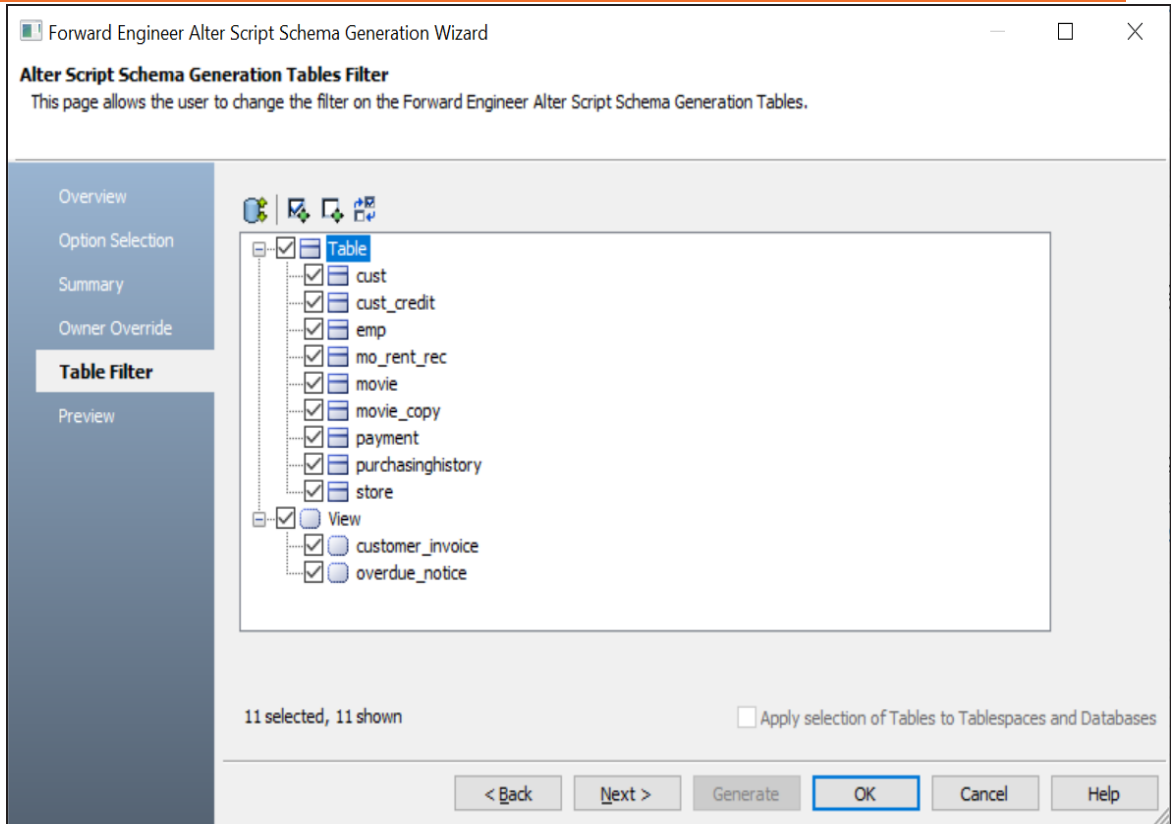 Forward Engineer Alter Script Schema Generation Wizard
Alter Script Schema Generation Tables Filter
This page allows the user to change the filter on the Forward Engineer Alter Script Schema Generation Tables.
Overview
Option Selection
Summary
Owner Override
Table Filter
Preview
Table
cust
cust_credit
emp
mo_rent_rec
movie
movie_copy
payment
purchasinghistory
store
View
customer_invoice
overdue_notice
11 selected, 11 shown
Apply selection of Tables to Tablespaces and Databases
< Back
Next >
Generate
OK
Cancel
Help